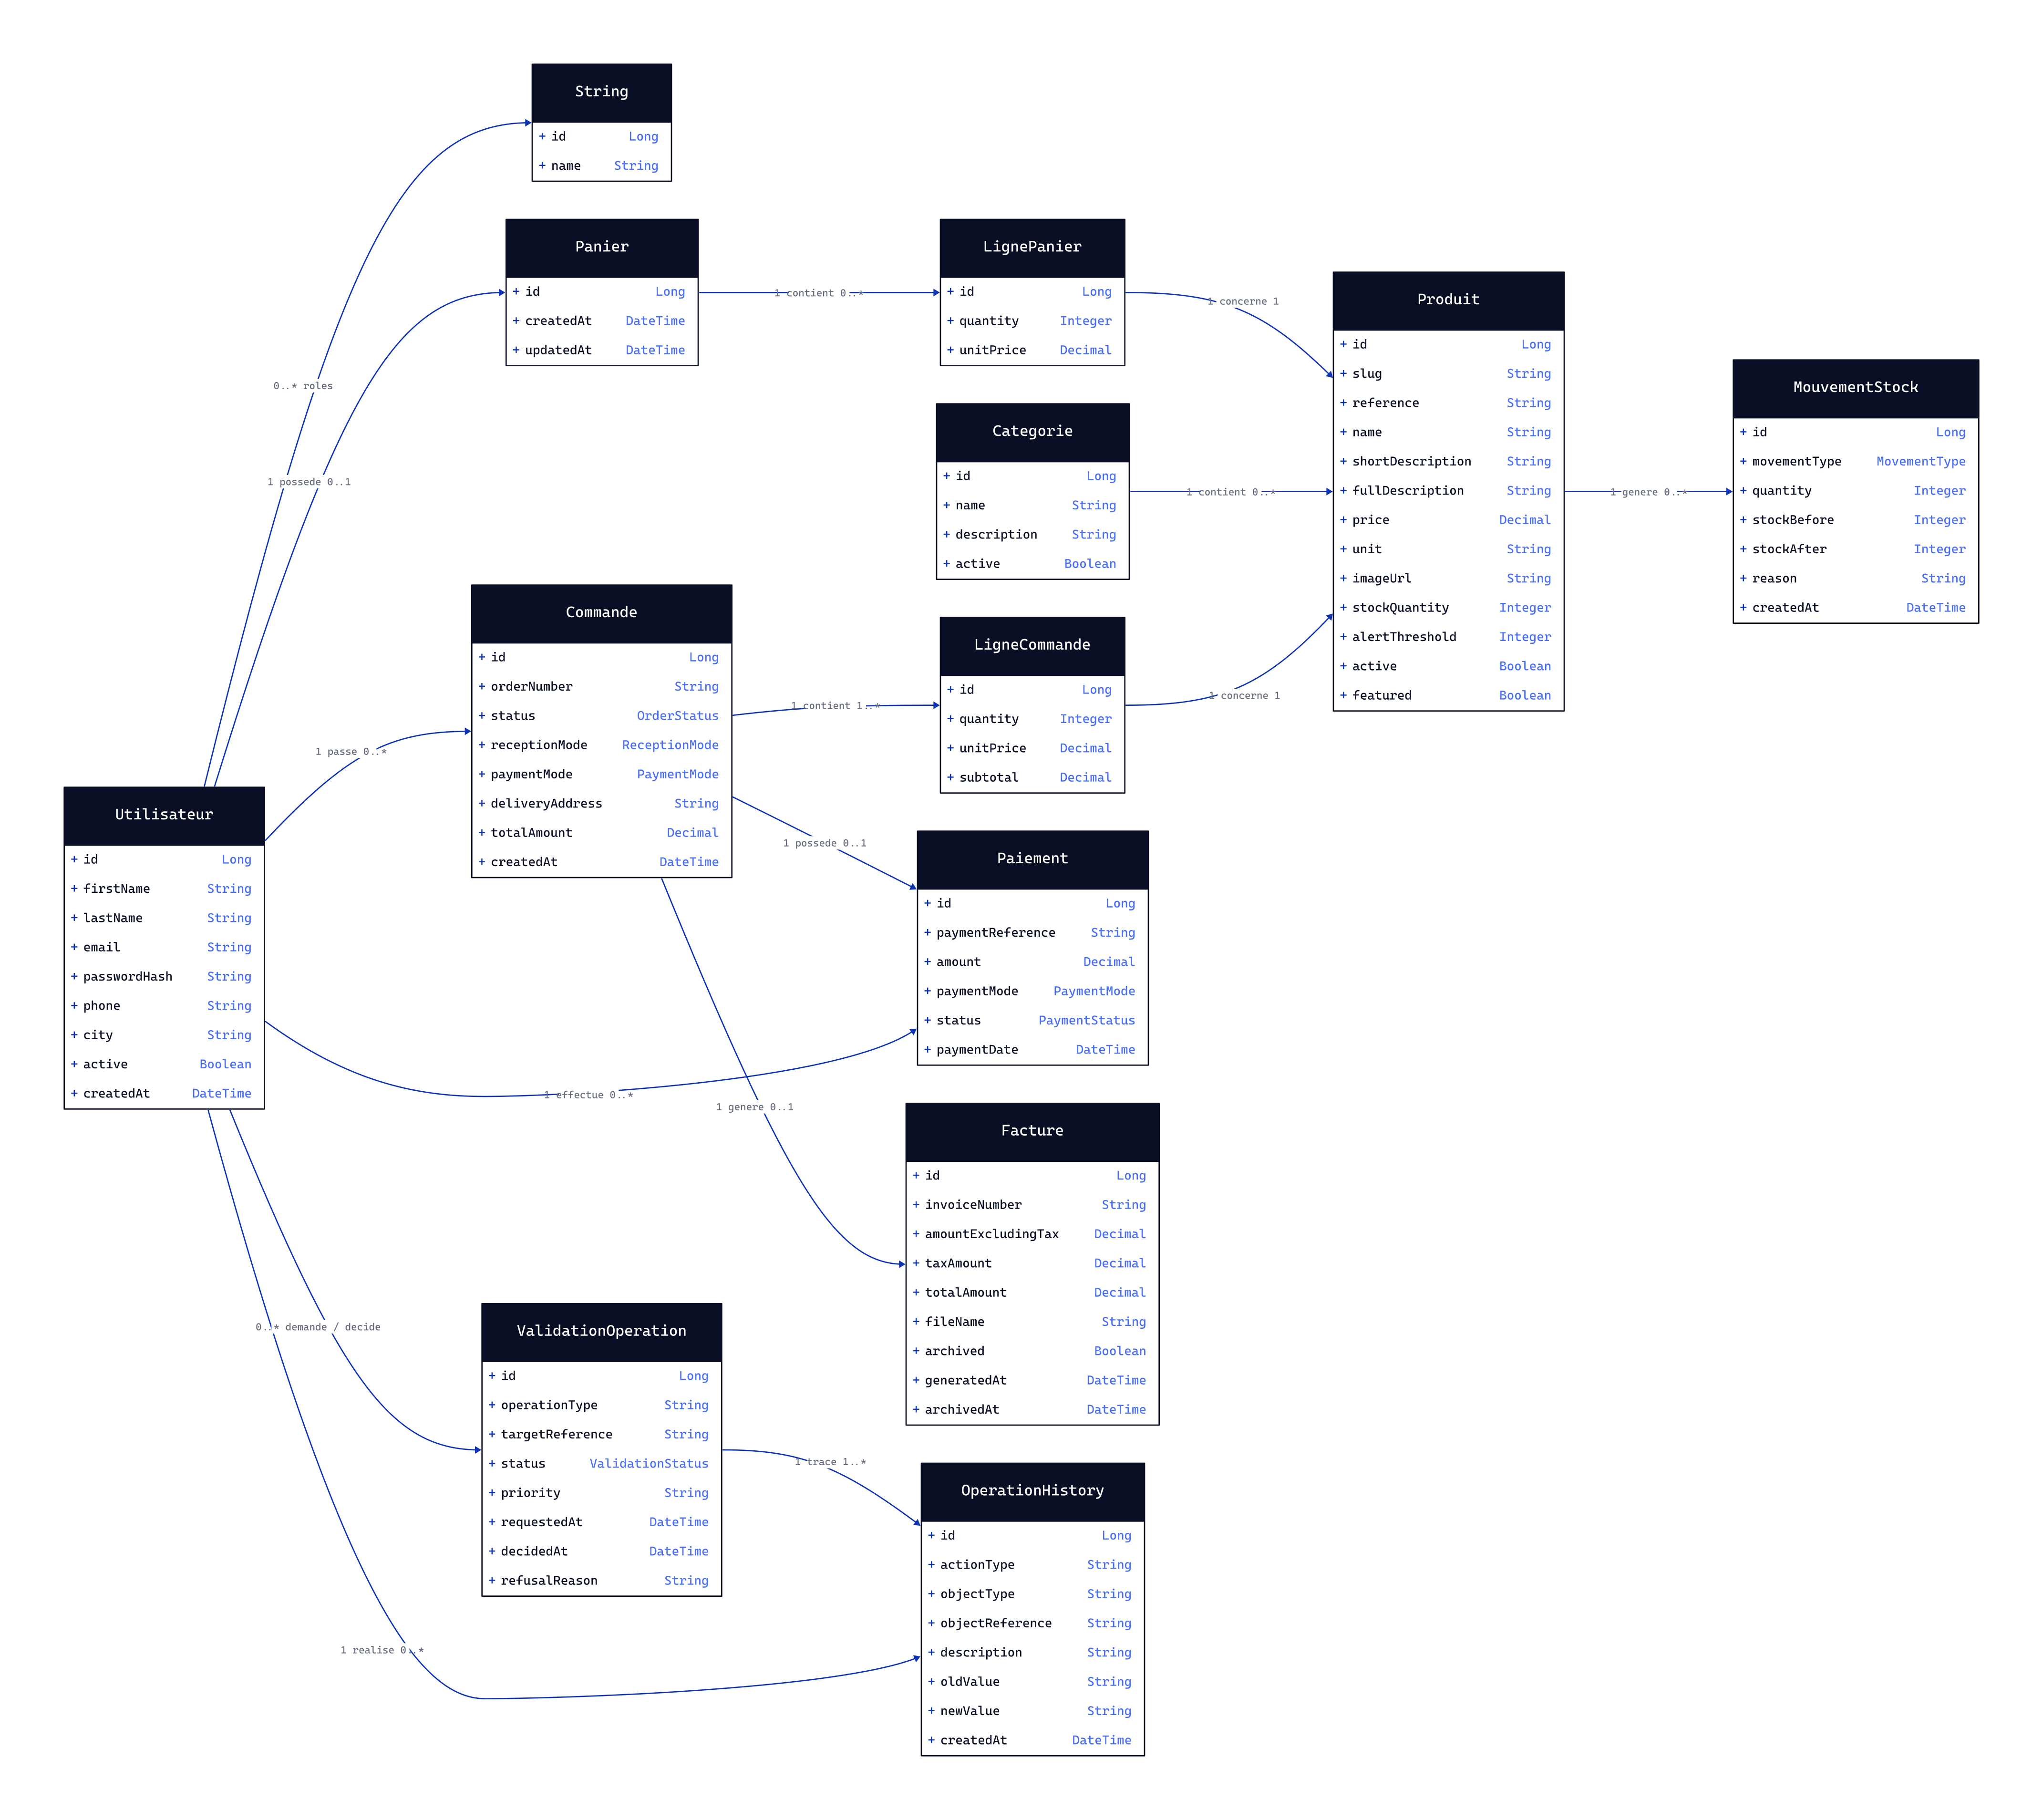 String
+ id Long
+ name String
Panier
+ id Long
+ createdAt DateTime
+ updatedAt DateTime
LignePanier
+ id Long
+ quantity Integer
+ unitPrice Decimal
Produit
+ id Long
+ slug String
+ reference String
+ name String
+ shortDescription String
+ fullDescription String
+ price Decimal
+ unit String
+ imageUrl String
+ stockQuantity Integer
+ alertThreshold Integer
+ active Boolean
+ featured Boolean
MouvementStock
+ id Long
+ movementType MovementType
+ quantity Integer
+ stockBefore Integer
+ stockAfter Integer
+ reason String
+ createdAt DateTime
Categorie
+ id Long
+ name String
+ description String
+ active Boolean
Commande
+ id Long
+ orderNumber String
+ status OrderStatus
+ receptionMode ReceptionMode
+ paymentMode PaymentMode
+ deliveryAddress String
+ totalAmount Decimal
+ createdAt DateTime
LigneCommande
+ id Long
+ quantity Integer
+ unitPrice Decimal
+ subtotal Decimal
Utilisateur
+ id Long
+ firstName String
+ lastName String
+ email String
+ passwordHash String
+ phone String
+ city String
+ active Boolean
+ createdAt DateTime
Paiement
+ id Long
+ paymentReference String
+ amount Decimal
+ paymentMode PaymentMode
+ status PaymentStatus
+ paymentDate DateTime
Facture
+ id Long
+ invoiceNumber String
+ amountExcludingTax Decimal
+ taxAmount Decimal
+ totalAmount Decimal
+ fileName String
+ archived Boolean
+ generatedAt DateTime
+ archivedAt DateTime
ValidationOperation
+ id Long
+ operationType String
+ targetReference String
+ status ValidationStatus
+ priority String
+ requestedAt DateTime
+ decidedAt DateTime
+ refusalReason String
OperationHistory
+ id Long
+ actionType String
+ objectType String
+ objectReference String
+ description String
+ oldValue String
+ newValue String
+ createdAt DateTime
0..* roles
1 possede 0..1
1 contient 0..*
1 concerne 1
1 contient 0..*
1 genere 0..*
1 passe 0..*
1 contient 1..*
1 concerne 1
1 possede 0..1
1 effectue 0..*
1 genere 0..1
0..* demande / decide
1 trace 1..*
1 realise 0..*